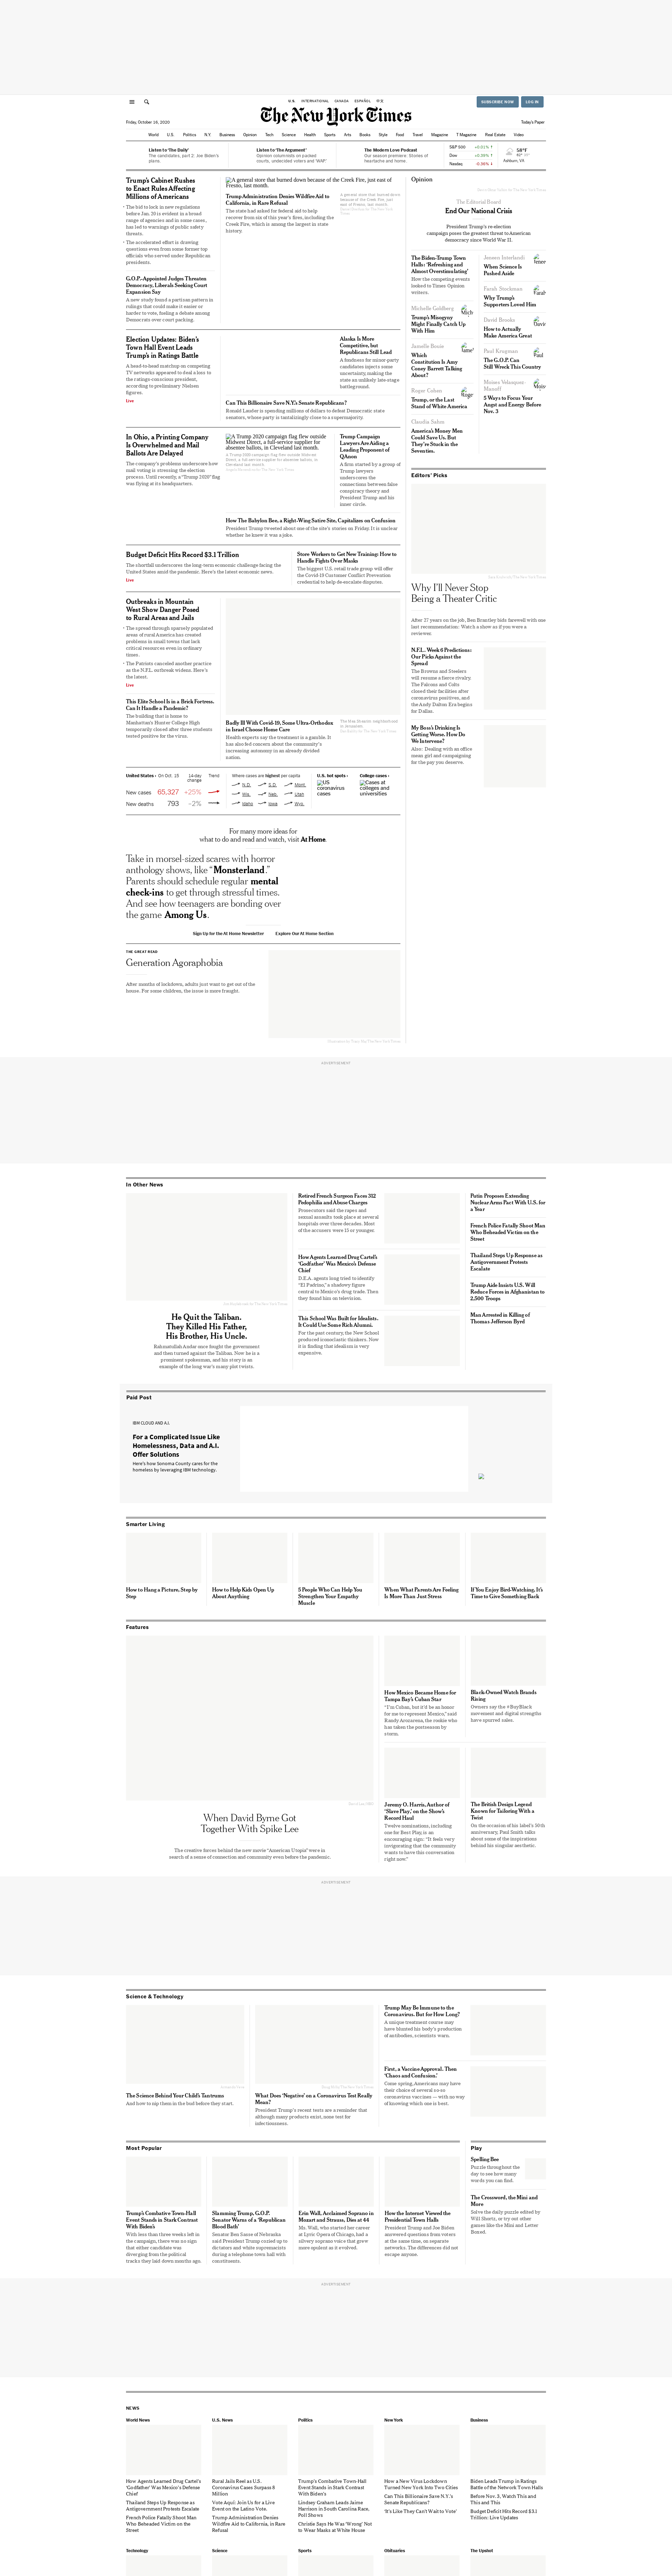 U.S.
INTERNATIONAL
CANADA
ESPAÑOL
中文
SUBSCRIBE NOW
LOG IN
The New York Times
Friday, October 16, 2020
Today's Paper
World
U.S.
Politics
N.Y.
Business
Opinion
Tech
Science
Health
Sports
Arts
Books
Style
Food
Travel
Magazine
T Magazine
Real Estate
Video
Listen to 'The Daily'
The candidates, part 2: Joe Biden's plans.
Listen to 'The Argument'
Opinion columnists on packed courts, undecided voters and "WAP."
The Modern Love Podcast
Our season premiere: Stories of heartache and home.
S&P 500 +0.01% ↑
Dow +0.39% ↑
Nasdaq -0.36% ↓
58°F
Ashburn, VA
Trump's Cabinet Rushes
to Enact Rules Affecting
Millions of Americans
The bid to lock in new regulations
before Jan. 20 is evident in a broad
range of agencies and in some cases,
has led to warnings of public safety
threats.
The accelerated effort is drawing
questions even from some former top
officials who served under Republican
presidents.
G.O.P.-Appointed Judges Threaten
Democracy, Liberals Seeking Court
Expansion Say
A new study found a partisan pattern in
rulings that could make it easier or
harder to vote, fueling a debate among
Democrats over court packing.
A general store that burned down because of the Creek Fire, just east of
Fresno, last month.
Trump Administration Denies Wildfire Aid to
California, in Rare Refusal
The state had asked for federal aid to help
recover from six of this year's fires, including the
Creek Fire, which is among the largest in state
history.
A general store that burned down
because of the Creek Fire, just
east of Fresno, last month.
Election Updates: Biden's
Town Hall Event Leads
Trump's in Ratings Battle
A head-to-head matchup on competing
TV networks appeared to deal a loss to
the ratings-conscious president,
according to preliminary Nielsen
figures.
Live
Alaska Is More
Competitive, but
Republicans Still Lead
A fondness for minor-party
candidates injects some
uncertainty, making the
state an unlikely late-stage
battleground.
Can This Billionaire Save N.Y.'s Senate Republicans?
Ronald Lauder is spending millions of dollars to defeat Democratic state
senators, whose party is tantalizingly close to a supermajority.
In Ohio, a Printing Company
Is Overwhelmed and Mail
Ballots Are Delayed
The company's problems underscore how
mail voting is stressing the election
process. Until recently, a "Trump 2020" flag
was flying at its headquarters.
A Trump 2020 campaign flag flew outside
Midwest Direct, a full-service supplier for
absentee ballots, in Cleveland last month.
A Trump 2020 campaign flag flew outside Midwest
Direct, a full-service supplier for absentee ballots, in
Cleveland last month.
Trump Campaign
Lawyers Are Aiding a
Leading Proponent of
QAnon
A firm started by a group of
Trump lawyers
underscores the
connections between false
conspiracy theory and
President Trump and his
inner circle.
How The Babylon Bee, a Right-Wing Satire Site, Capitalizes on Confusion
President Trump tweeted about one of the site's stories on Friday. It is unclear
whether he knew it was a joke.
Budget Deficit Hits Record $3.1 Trillion
The shortfall underscores the long-term economic challenge facing the
United States amid the pandemic. Here's the latest economic news.
Live
Store Workers to Get New Training: How to
Handle Fights Over Masks
The biggest U.S. retail trade group will offer
the Covid-19 Customer Conflict Prevention
credential to help de-escalate disputes.
Outbreaks in Mountain
West Show Danger Posed
to Rural Areas and Jails
The spread through sparsely populated
areas of rural America has created
problems in small towns that lack
critical resources even in ordinary
times.
The Patriots canceled another practice
as the N.F.L. outbreak widens. Here's
the latest.
Live
This Elite School Is in a Brick Fortress.
Can It Handle a Pandemic?
The building that is home to
Manhattan's Hunter College High
temporarily closed after three students
tested positive for the virus.
Badly Ill With Covid-19, Some Ultra-Orthodox
in Israel Choose Home Care
Health experts say the treatment is a gamble. It
has also led concern about the community's
increasing autonomy in an already divided
nation.
United States › On Oct. 15
14-day
change
Trend
New cases 65,327 +25%
New deaths 793 +2%
Where cases are highest per capita
N.D.
S.D.
Mont.
Wis.
Neb.
Utah
Idaho
Iowa
Wyo.
U.S. hot spots ›
US
coronavirus
cases
College cases ›
Cases at
colleges and
universities
For many more ideas for
what to do and read and watch, visit At Home.
Take in morsel-sized scares with horror
anthology shows, like "Monsterland."
Parents should schedule regular mental
check-ins to get through stressful times.
And see how teenagers are bonding over
the game Among Us.
Sign Up for the At Home Newsletter
Explore Our At Home Section
THE GREAT READ
Generation Agoraphobia
After months of lockdown, adults just want to get out of the
house. For some children, the issue is more fraught.
Opinion
The Editorial Board
End Our National Crisis
President Trump's re-election
campaign poses the greatest threat to American
democracy since World War II.
The Biden-Trump Town
Halls: 'Refreshing and
Almost Overstimulating'
How the competing events
looked to Times Opinion
writers.
Michelle Goldberg
Trump's Misogyny
Might Finally Catch Up
With Him
Jamelle Bouie
Which
Constitution Is Amy
Coney Barrett Talking
About?
Roger Cohen
Trump, or the Last
Stand of White America
Claudia Sahm
America's Money Men
Could Save Us. But
They're Stuck in the
Seventies.
Jeneen Interlandi
When Science Is
Pushed Aside
Farah Stockman
Why Trump's
Supporters Loved Him
David Brooks
How to Actually
Make America Great
Paul Krugman
The G.O.P. Can
Still Wreck This Country
Moises Velasquez-
Manoff
5 Ways to Focus Your
Angst and Energy Before
Nov. 3
Editors' Picks
Why I'll Never Stop
Being a Theater Critic
After 27 years on the job, Ben Brantley bids farewell with one
last recommendation: Watch a show as if you were a
reviewer.
N.F.L. Week 6 Predictions:
Our Picks Against the
Spread
The Browns and Steelers
will resume a fierce rivalry.
The Falcons and Colts
closed their facilities after
coronavirus positives, and
the Andy Dalton Era begins
for Dallas.
My Boss's Drinking Is
Getting Worse. How Do
We Intervene?
Also: Dealing with an office
mean girl and campaigning
for the pay you deserve.
ADVERTISEMENT
In Other News
He Quit the Taliban.
They Killed His Father,
His Brother, His Uncle.
Rahmatullah Andar once fought the government
and then turned against the Taliban. Now he is a
prominent spokesman, and his story is an
example of the long war's many plot twists.
Retired French Surgeon Faces 312
Pedophilia and Abuse Charges
Prosecutors said the rapes and
sexual assaults took place at several
hospitals over three decades. Most
of the accusers were 15 or younger.
How Agents Learned Drug Cartel's
'Godfather' Was Mexico's Defense
Chief
D.E.A. agents long tried to identify
"El Padrino," a shadowy figure
central to Mexico's drug trade. Then
they found him on television.
This School Was Built for Idealists.
It Could Use Some Rich Alumni.
For the past century, the New School
produced nonconformist thinkers. Now
it is finding that idealism is very
expensive.
Putin Proposes Extending
Nuclear Arms Pact With U.S. for
a Year
French Police Fatally Shoot Man
Who Beheaded Victim on the
Street
Thailand Steps Up Response as
Antigovernment Protests
Escalate
Trump Aide Insists U.S. Will
Reduce Forces in Afghanistan to
2,500 Troops
Man Arrested in Killing of
Thomas Jefferson Byrd
Paid Post
IBM CLOUD AND A.I.
For a Complicated Issue Like
Homelessness, Data and A.I.
Offer Solutions
Here's how Sonoma County cares for the
homeless by leveraging IBM technology.
Smarter Living
How to Hang a Picture, Step by
Step
How to Help Kids Open Up
About Anything
5 People Who Can Help You
Strengthen Your Empathy
Muscle
When What Parents Are Feeling
Is More Than Just Stress
If You Enjoy Bird-Watching, It's
Time to Give Something Back
Features
When David Byrne Got
Together With Spike Lee
The creative forces behind the new movie "American Utopia" were in
search of a sense of connection and community even before the pandemic.
How Mexico Became Home for
Tampa Bay's Cuban Star
"I'm Cuban, but it'd be an honor
for me to represent Mexico," said
Randy Arozarena, the rookie who
has taken the postseason by
storm.
Black-Owned Watch Brands
Rising
Owners say the #BuyBlack
movement and digital strengths
have spurred sales.
Jeremy O. Harris, Author of
'Slave Play,' on the Show's
Record Haul
Twelve nominations, including
one for Best Play, is an
encouraging sign: "It feels very
invigorating that the community
wants to have this conversation
right now."
The British Design Legend
Known for Tailoring With a
Twist
On the occasion of his label's 50th
anniversary, Paul Smith talks
about some of the inspirations
behind his singular aesthetic.
ADVERTISEMENT
Science & Technology
The Science Behind Your Child's Tantrums
And how to nip them in the bud before they start.
What Does 'Negative' on a Coronavirus Test Really
Mean?
President Trump's recent tests are a reminder that
although many products exist, none test for
infectiousness.
Trump May Be Immune to the
Coronavirus. But for How Long?
A unique treatment course may
have blunted his body's production
of antibodies, scientists warn.
First, a Vaccine Approval. Then
'Chaos and Confusion.'
Come spring, Americans may have
their choice of several so-so
coronavirus vaccines — with no way
of knowing which one is best.
Most Popular
Trump's Combative Town-Hall
Event Stands in Stark Contrast
With Biden's
With less than three weeks left in
the campaign, there was no sign
that either candidate was
diverging from the political
tracks they laid down months ago.
Slamming Trump, G.O.P.
Senator Warns of a 'Republican
Blood Bath'
Senator Ben Sasse of Nebraska
said President Trump cozied up to
dictators and white supremacists
during a telephone town hall with
constituents.
Erin Wall, Acclaimed Soprano in
Mozart and Strauss, Dies at 44
Ms. Wall, who started her career
at Lyric Opera of Chicago, had a
silvery soprano voice that grew
more opulent as it evolved.
How the Internet Viewed the
Presidential Town Halls
President Trump and Joe Biden
answered questions from voters
at the same time, on separate
networks. The differences did not
escape anyone.
Play
Spelling Bee
Puzzle throughout the
day to see how many
words you can find.
The Crossword, the Mini and
More
Solve the daily puzzle edited by
Will Shortz, or try out other
games like the Mini and Letter
Boxed.
ADVERTISEMENT
NEWS
World News
How Agents Learned Drug Cartel's
'Godfather' Was Mexico's Defense
Chief
Thailand Steps Up Response as
Antigovernment Protests Escalate
French Police Fatally Shoot Man
Who Beheaded Victim on the
Street
U.S. News
Rural Jails Reel as U.S.
Coronavirus Cases Surpass 8
Million
Vote Aquí: Join Us for a Live
Event on the Latino Vote.
Trump Administration Denies
Wildfire Aid to California, in Rare
Refusal
Politics
Trump's Combative Town-Hall
Event Stands in Stark Contrast
With Biden's
Lindsey Graham Leads Jaime
Harrison in South Carolina Race,
Poll Shows
Christie Says He Was 'Wrong' Not
to Wear Masks at White House
New York
How a New Virus Lockdown
Turned New York Into Two Cities
Can This Billionaire Save N.Y.'s
Senate Republicans?
'It's Like They Can't Wait to Vote'
Business
Biden Leads Trump in Ratings
Battle of the Network Town Halls
Before Nov. 3, Watch This and
This and This
Budget Deficit Hits Record $3.1
Trillion: Live Updates
Technology
Science
Sports
Obituaries
The Upshot